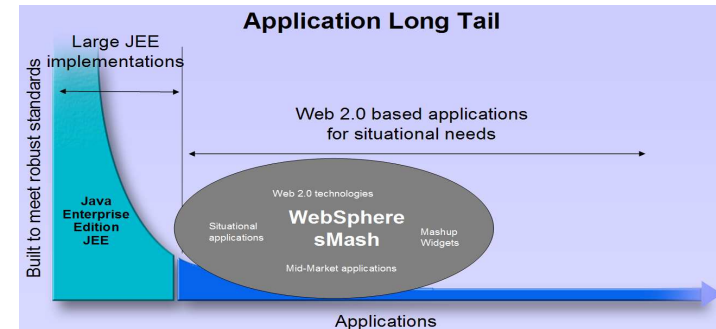 Application Long Tail
Large JEE
implementations
Built to meet robust standards
Web 2.0 based applications
for situational needs
Java
Enterprise
Edition
JEE
Web 2.0 technologies
Situational
applications
WebSphere
sMash
Mashup
Widgets
Mid-Market applications
Applications